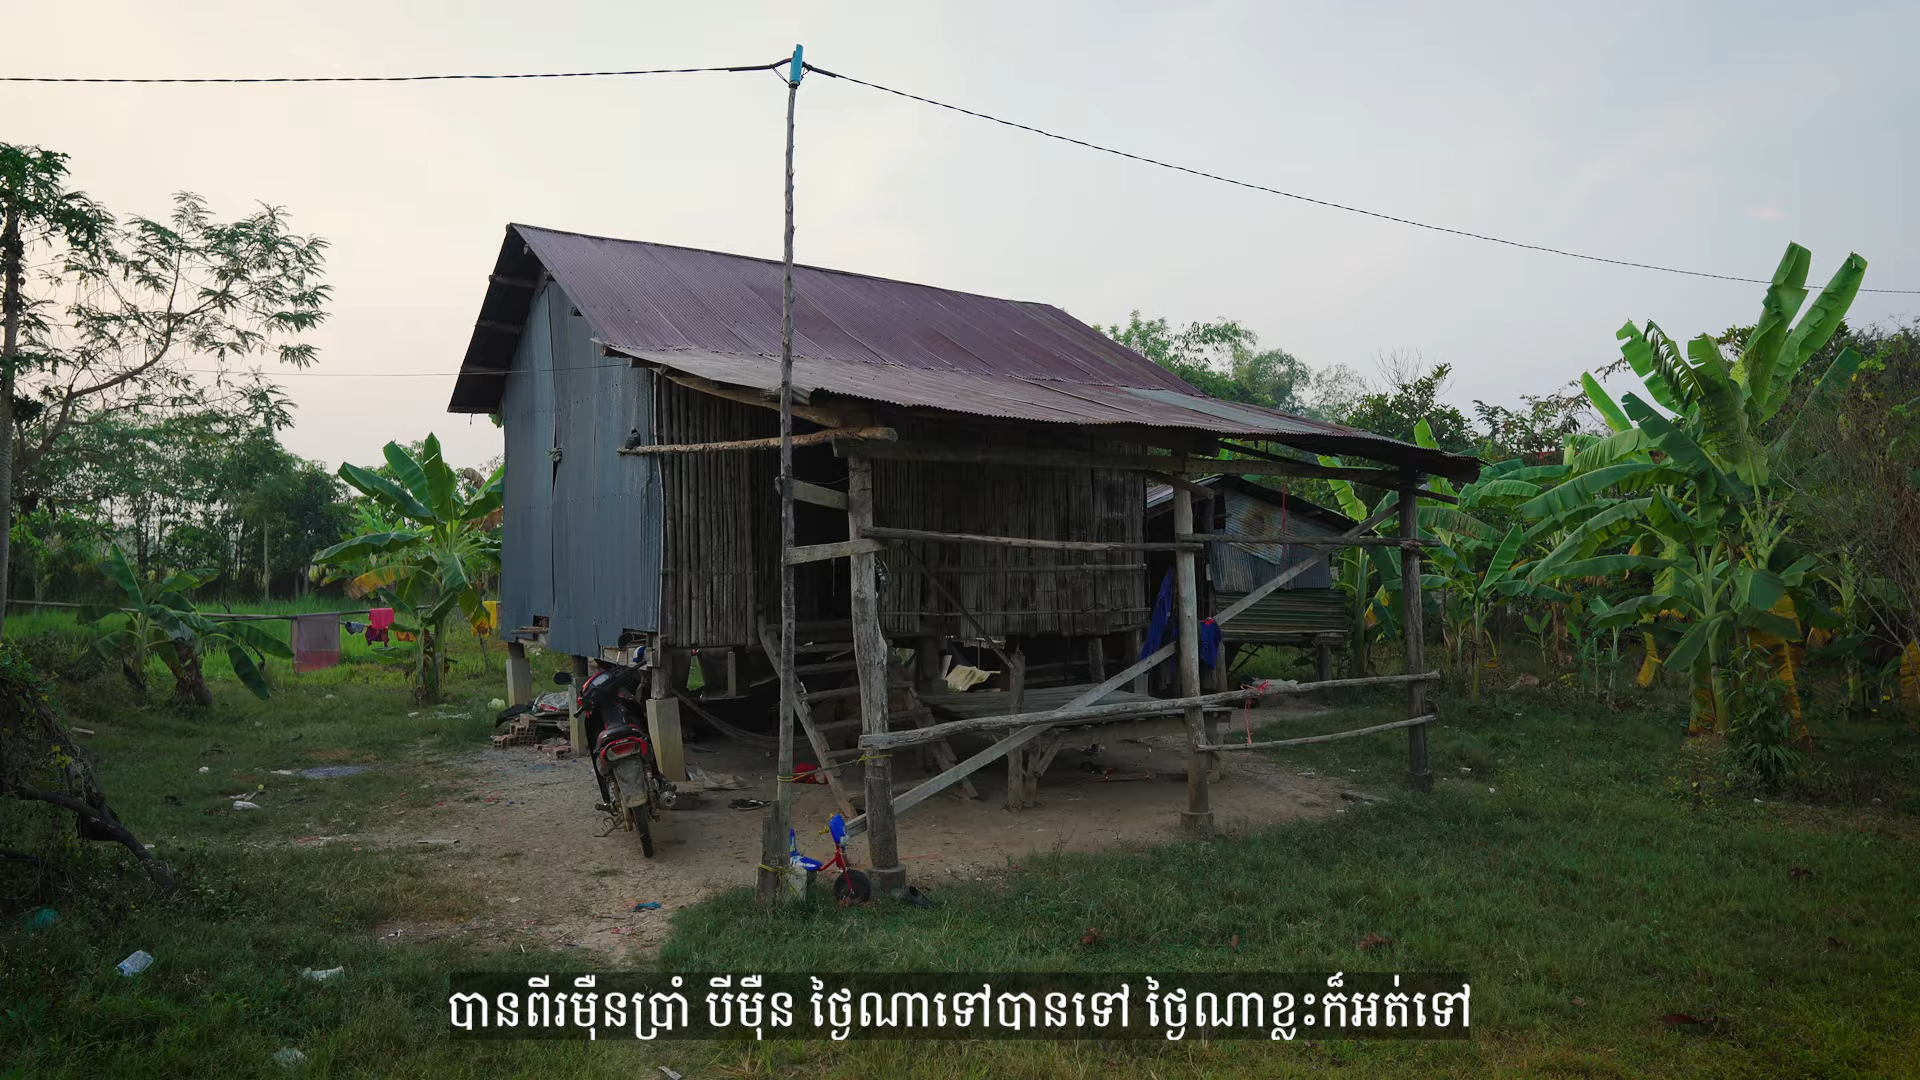 បានពីរម៉ឺនប្រាំ បីម៉ឺន ថ្ងៃណាទៅបានទៅ ថ្ងៃណាខ្លះក៏អត់ទៅ